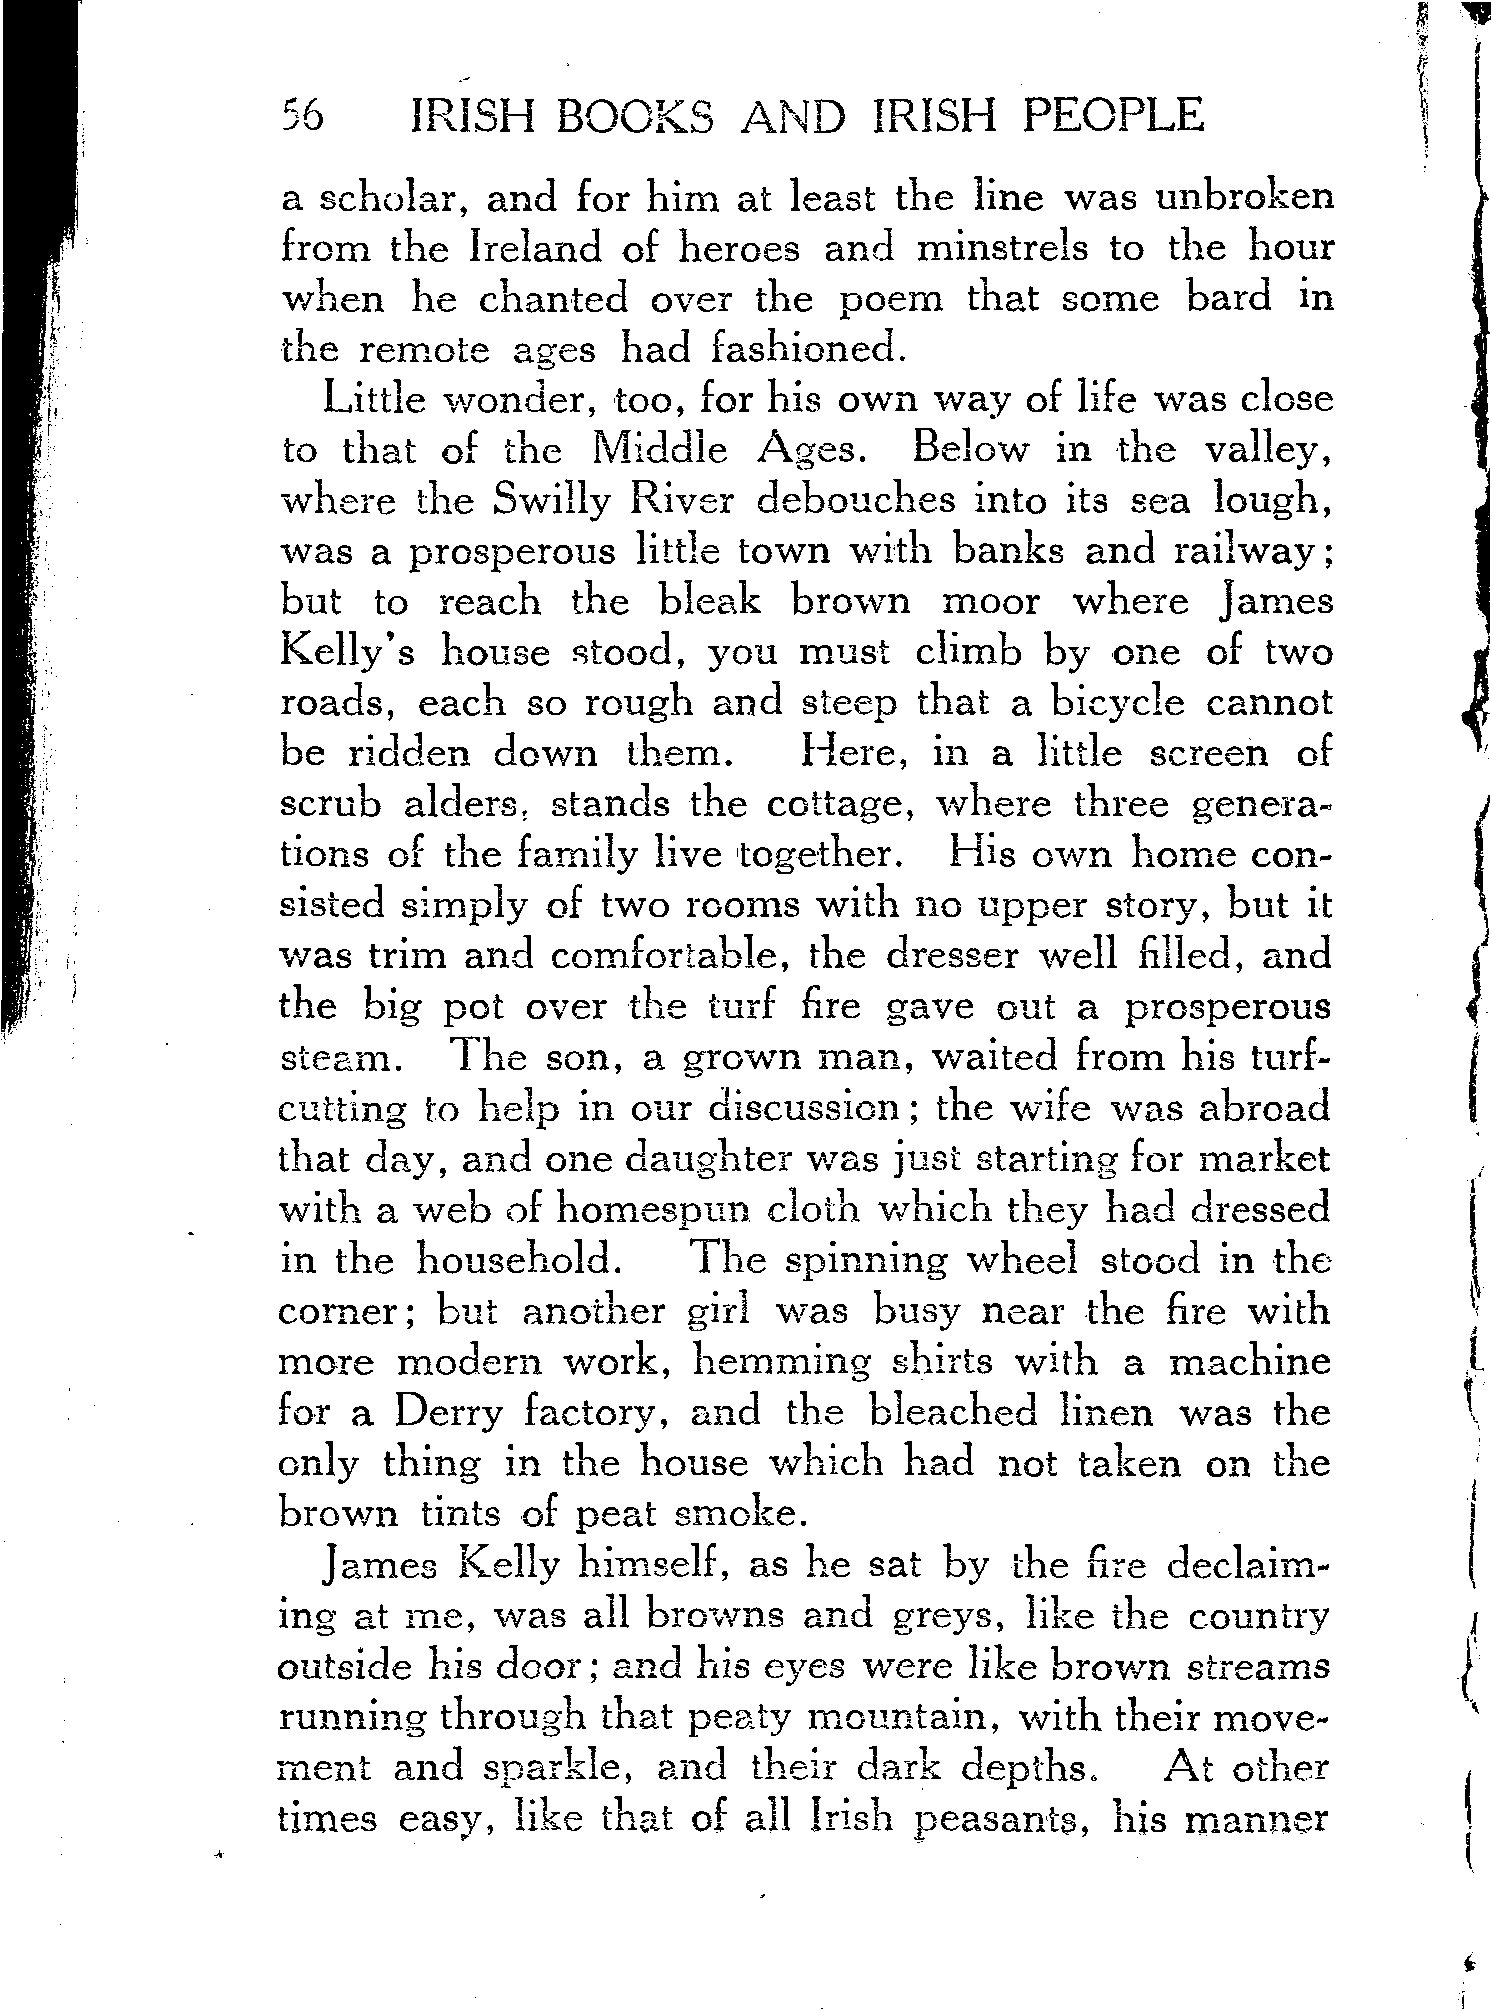 56 IRISH BOOKS AND IRISH PEOPLE
a scholar, and for him at least the line was unbroken
from the Ireland of heroes and minstrels to the hour
when he chanted over the poem that some bard in
the remote ages had fashioned.
Little wonder, too, for his own way of life was close
to that of the Middle Ages. Below in the valley,
where the Swilly River debouches into its sea lough,
was a prosperous little town with banks and railway;
but to reach the bleak brown moor where James
Kelly's house stood, you must climb by one of two
roads, each so rough and steep that a bicycle cannot
be ridden down them. Here, in a little screen of
scrub alders, stands the cottage, where three genera-
tions of the family live together. His own home con-
sisted simply of two rooms with no upper story, but it
was trim and comfortable, the dresser well filled, and
the big pot over the turf fire gave out a prosperous
steam. The son, a grown man, waited from his turf-
cutting to help in our discussion; the wife was abroad
that day, and one daughter was just starting for market
with a web of homespun cloth which they had dressed
in the household. The spinning wheel stood in the
corner; but another girl was busy near the fire with
more modern work, hemming shirts with a machine
for a Derry factory, and the bleached linen was the
only thing in the house which had not taken on the
brown tints of peat smoke.
James Kelly himself, as he sat by the fire declaim-
ing at me, was all browns and greys, like the country
outside his door; and his eyes were like brown streams
running through that peaty mountain, with their move-
ment and sparkle, and their dark depths. At other
times easy, like that of all Irish peasants, his manner